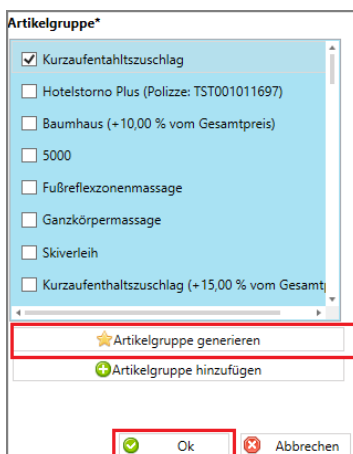 Artikelgruppe*
Kurzaufentahltszuschlag
Hotelstorno Plus (Polizze: TST001011697)
Baumhaus (+10,00 % vom Gesamtpreis)
5000
Fußreflexzonenmassage
Ganzkörpermassage
Skiverleih
Kurzaufenthaltszuschlag (+15,00 % vom Gesamt
Artikelgruppe generieren
Artikelgruppe hinzufügen
Ok
Abbrechen